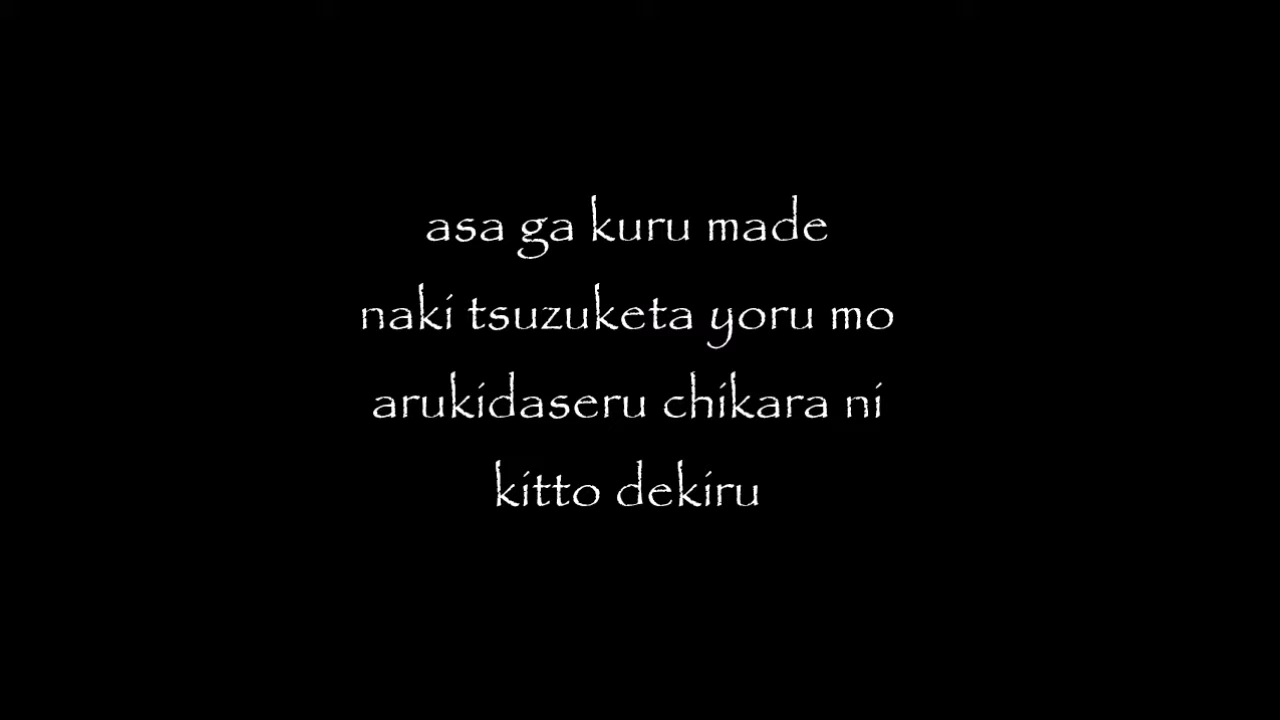 asa ga kuru made
naki tsuzuketa yoru mo
arukidaseru chikara ni
kitto dekiru